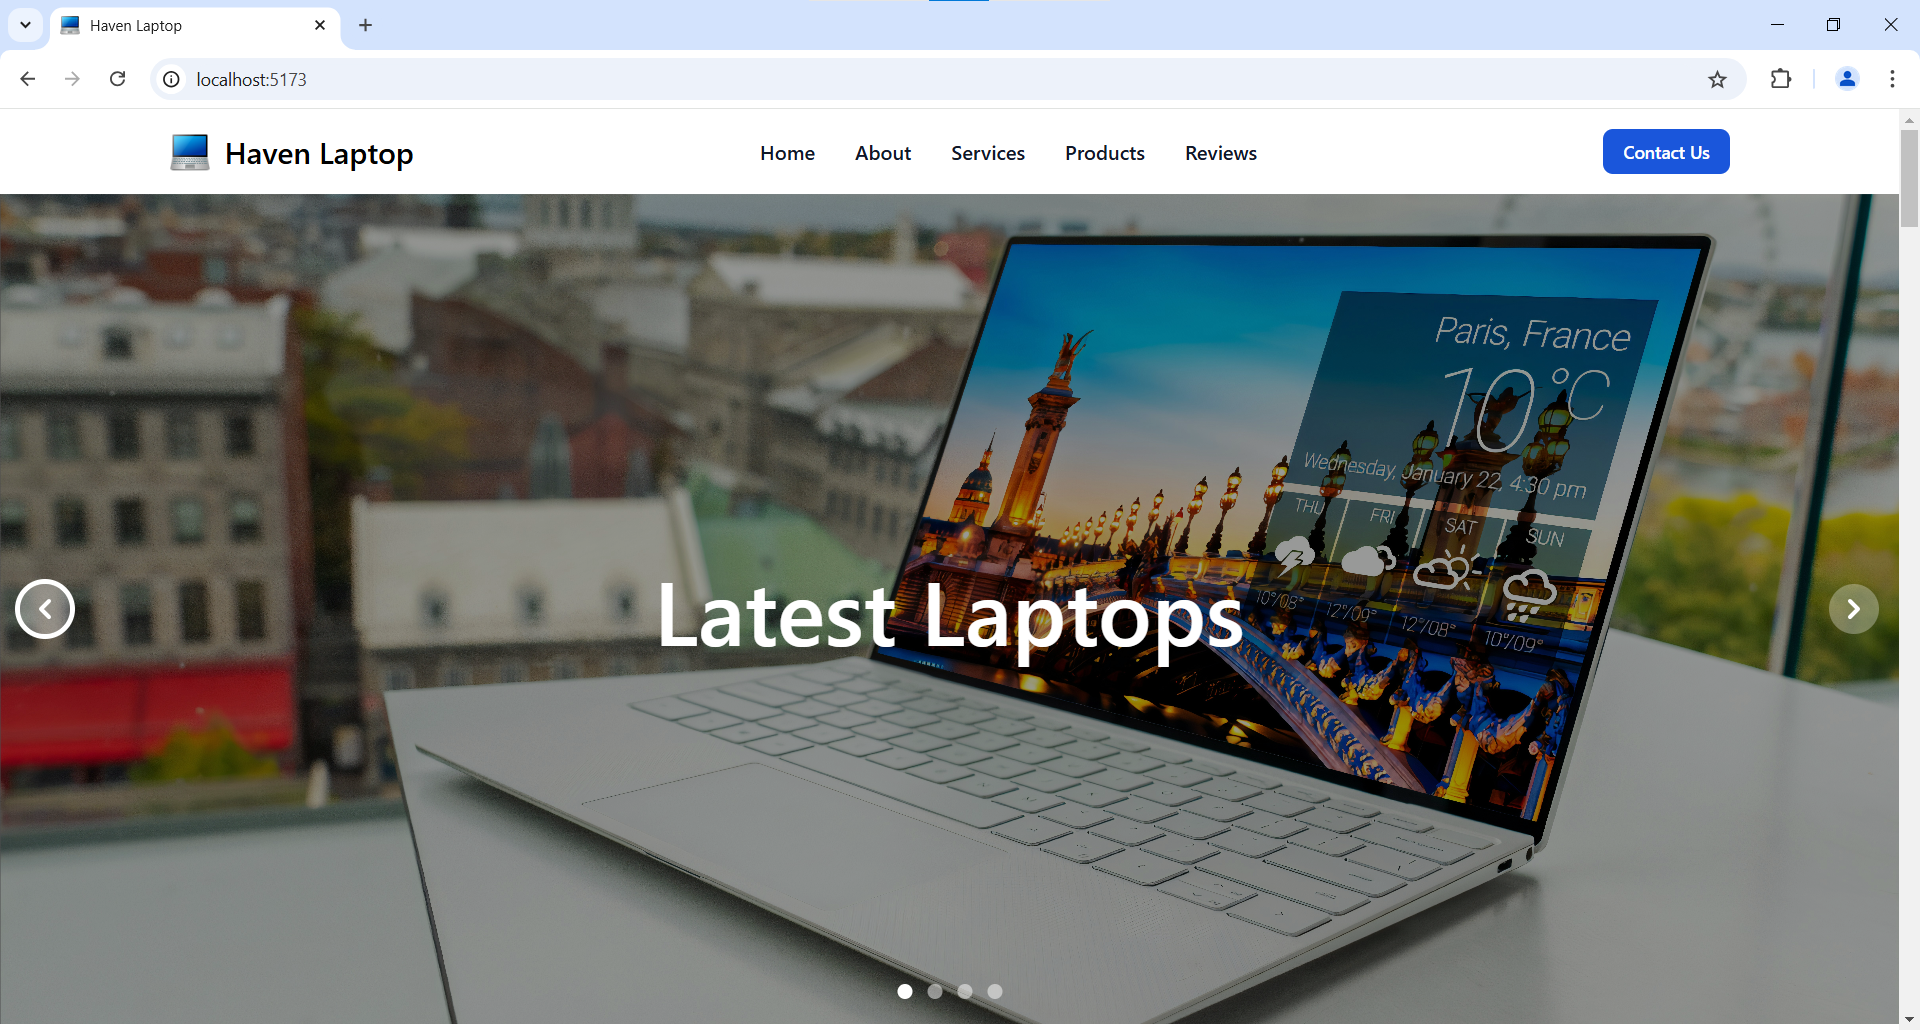 Haven Laptop
localhost:5173
Haven Laptop
Home About Services Products Reviews
Contact Us
Paris, France
10°C
Wednesday, January 22, 4:30 pm
THU FRI SAT SUN
10°/08° 12°/09° 12°/08° 10°/09°
Latest Laptops